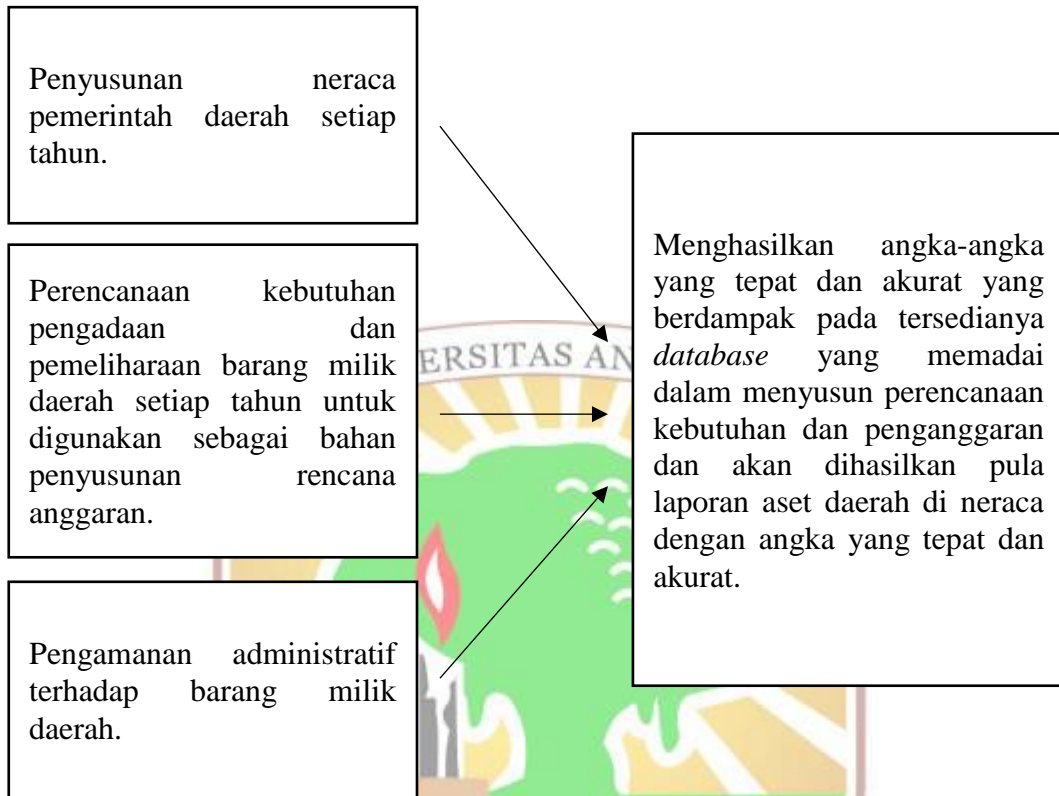 Penyusunan neraca
pemerintah daerah setiap
tahun.
Perencanaan kebutuhan
pengadaan dan
pemeliharaan barang milik
daerah setiap tahun untuk
digunakan sebagai bahan
penyusunan rencana
anggaran.
Pengamanan administratif
terhadap barang milik
daerah.
Menghasilkan angka-angka
yang tepat dan akurat yang
berdampak pada tersedianya
database yang memadai
dalam menyusun perencanaan
kebutuhan dan penganggaran
dan akan dihasilkan pula
laporan aset daerah di neraca
dengan angka yang tepat dan
akurat.
ERSITAS AN